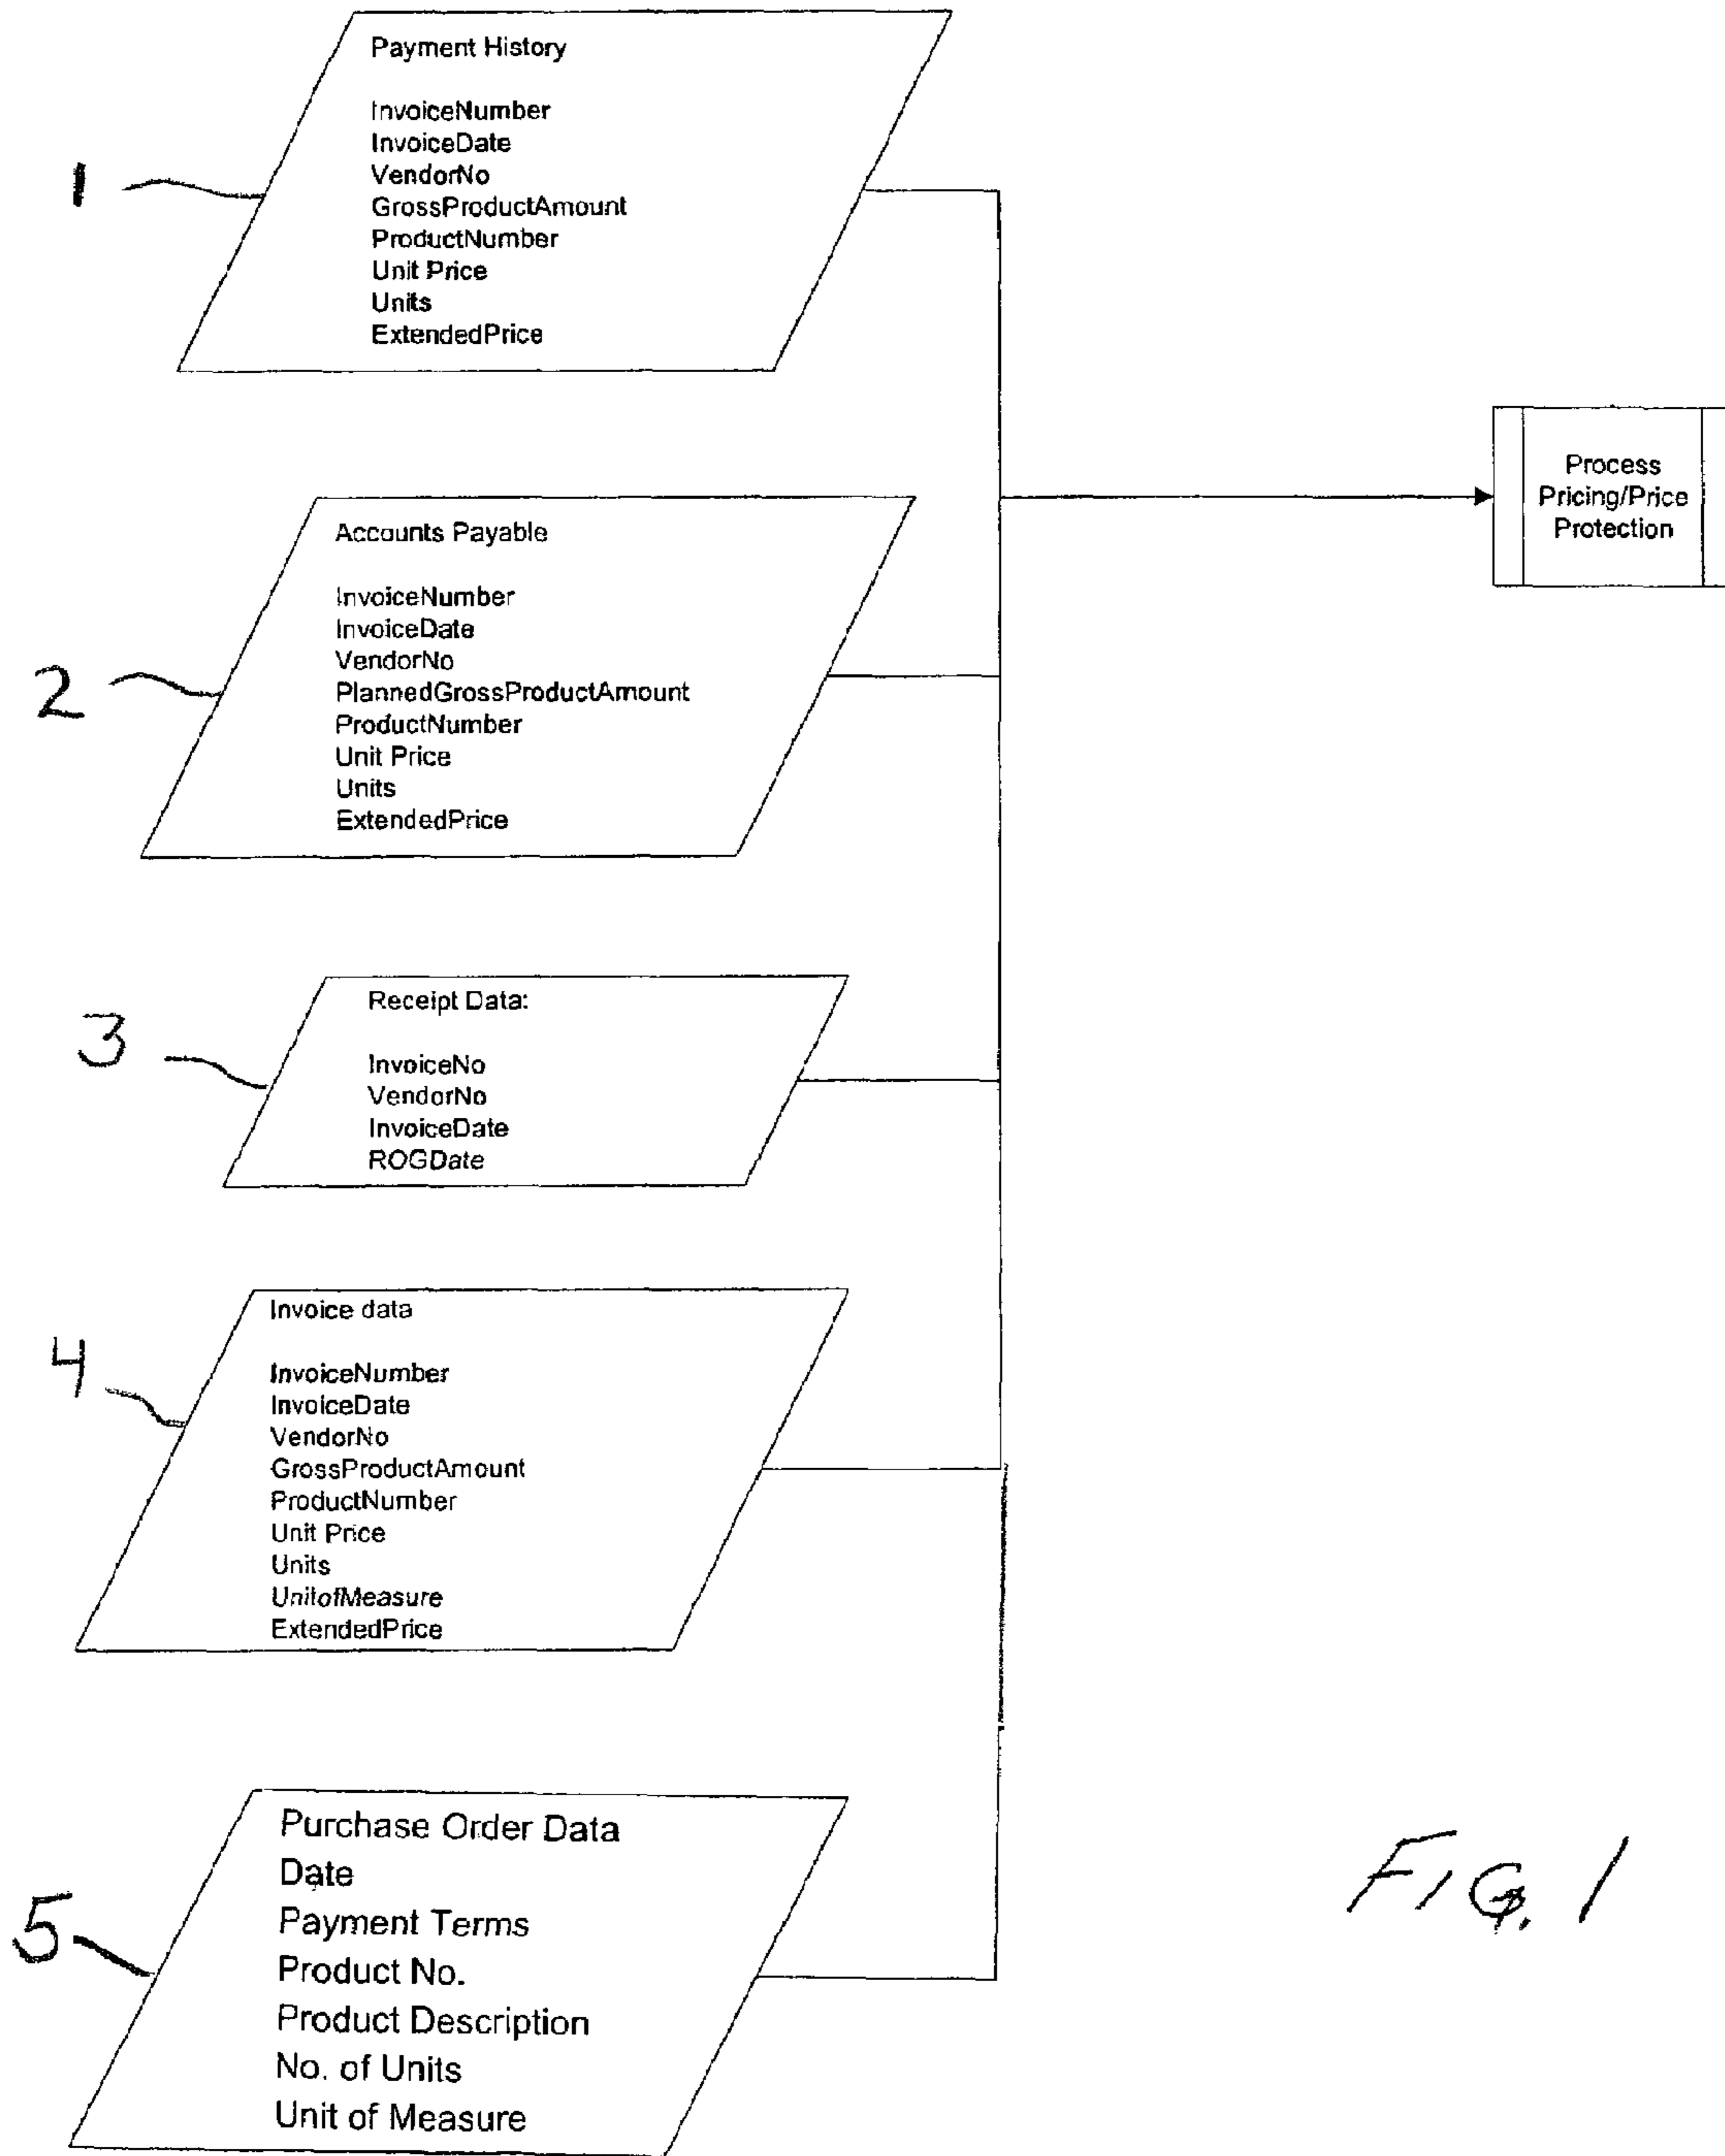 Payment History
InvoiceNumber
InvoiceDate
VendorNo
GrossProductAmount
ProductNumber
Unit Price
Units
ExtendedPrice
1
Process
Pricing/Price
Protection
Accounts Payable
InvoiceNumber
InvoiceDate
VendorNo
PlannedGrossProductAmount
ProductNumber
Unit Price
Units
ExtendedPrice
2
Receipt Data:
InvoiceNo
VendorNo
InvoiceDate
ROGDate
3
Invoice data
InvoiceNumber
InvoiceDate
VendorNo
GrossProductAmount
ProductNumber
Unit Price
Units
UnitofMeasure
ExtendedPrice
4
Purchase Order Data
Date
Payment Terms
Product No.
Product Description
No. of Units
Unit of Measure
5
FIG. 1